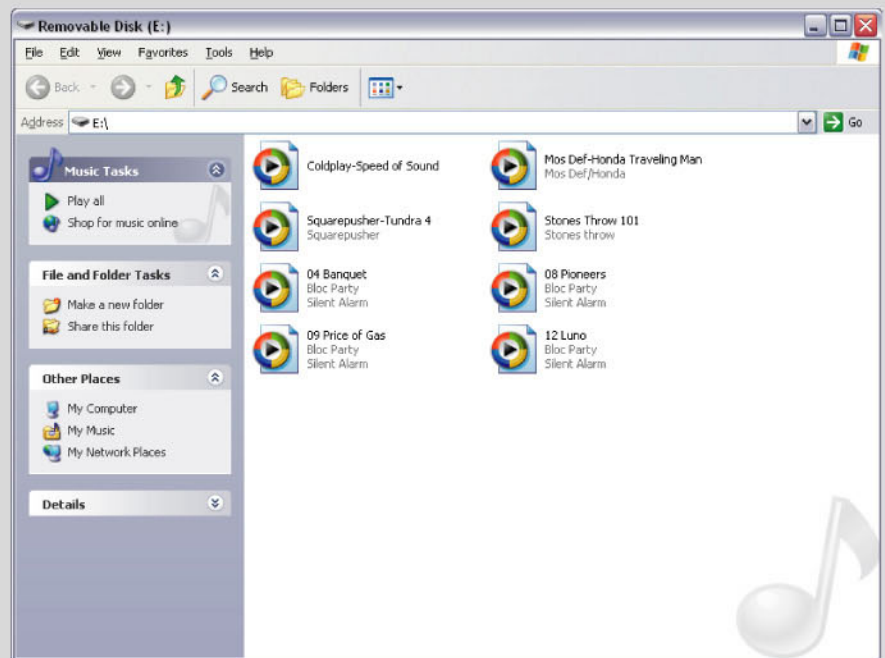 Removable Disk (E:)
File Edit View Favorites Tools Help
Back Search Folders
Address E:\ Go
Music Tasks
Play all
Shop for music online
File and Folder Tasks
Make a new folder
Share this folder
Other Places
My Computer
My Music
My Network Places
Details
Coldplay-Speed of Sound
Mos Def-Honda Traveling Man
Mos Def/Honda
Squarepusher-Tundra 4
Squarepusher
Stones Throw 101
Stones throw
04 Banquet
Bloc Party
Silent Alarm
08 Pioneers
Bloc Party
Silent Alarm
09 Price of Gas
Bloc Party
Silent Alarm
12 Luno
Bloc Party
Silent Alarm